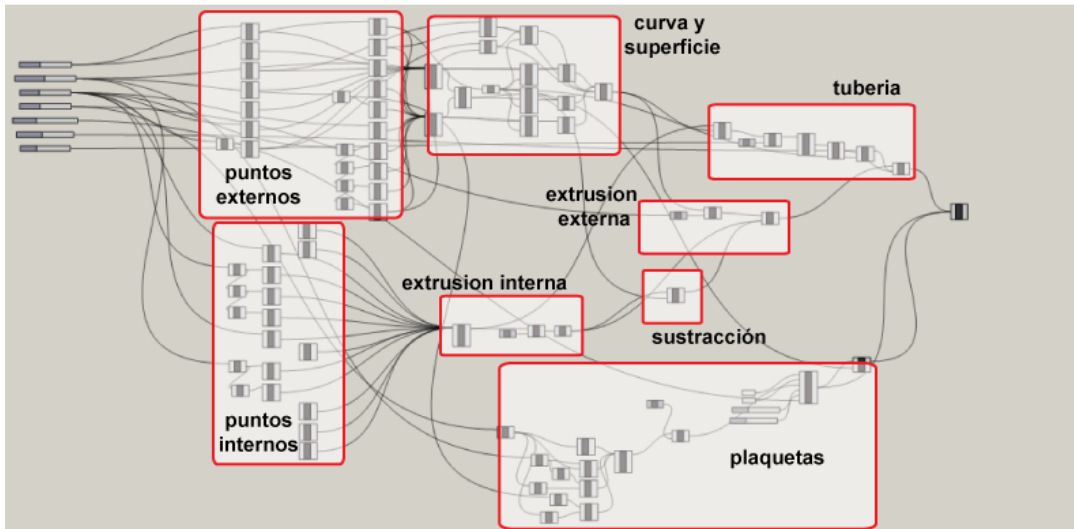 curva y
superficie
tuberia
puntos
externos
extrusion
externa
extrusion interna
sustracción
puntos
internos
plaquetas